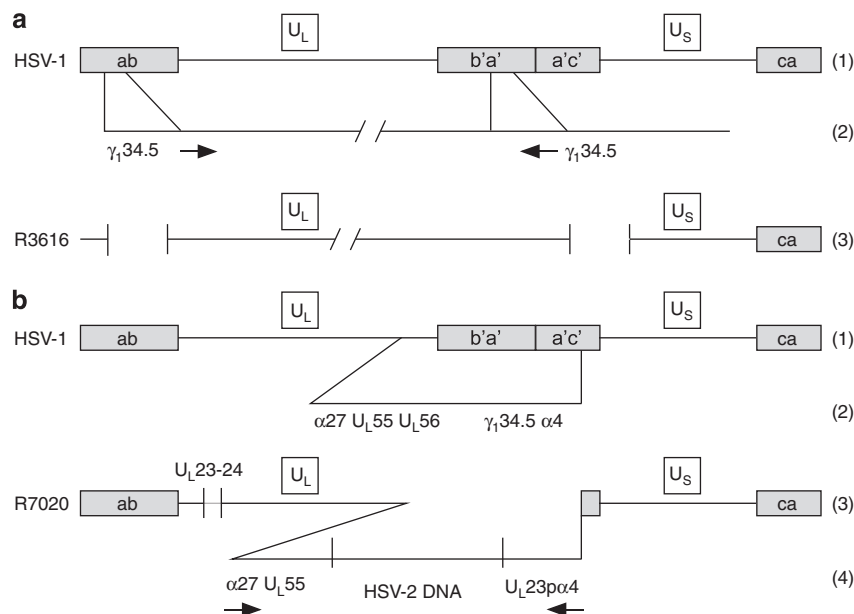 a
U_L U_S
HSV-1 ab b'a' a'c' ca (1)
(2)
γ₁34.5 γ₁34.5
U_L U_S
R3616 ca (3)
b
U_L U_S
HSV-1 ab b'a' a'c' ca (1)
α27 U_L55 U_L56 γ₁34.5 α4 (2)
U_L23-24 U_L U_S
R7020 ab ca (3)
α27 U_L55 HSV-2 DNA U_L23pα4 (4)